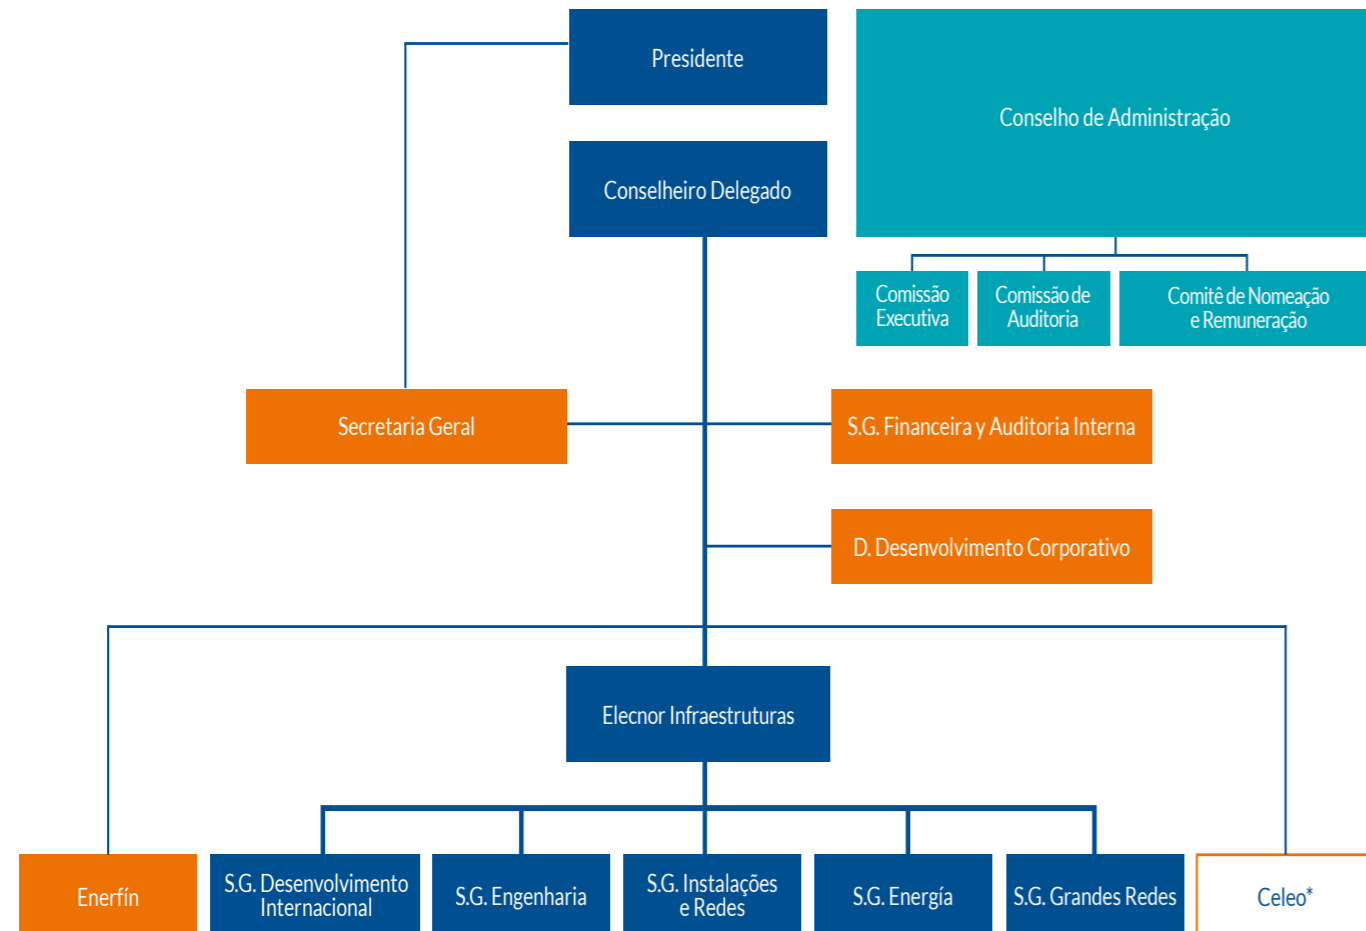 Presidente
Conselho de Administração
Conselheiro Delegado
Comissão
Executiva
Comissão de
Auditoria
Comitê de Nomeação
e Remuneração
Secretaria Geral
S.G. Financeira y Auditoria Interna
D. Desenvolvimento Corporativo
Elecnor Infraestruturas
Enerfín
S.G. Desenvolvimento
Internacional
S.G. Engenharia
S.G. Instalações
e Redes
S.G. Energía
S.G. Grandes Redes
Celeo*